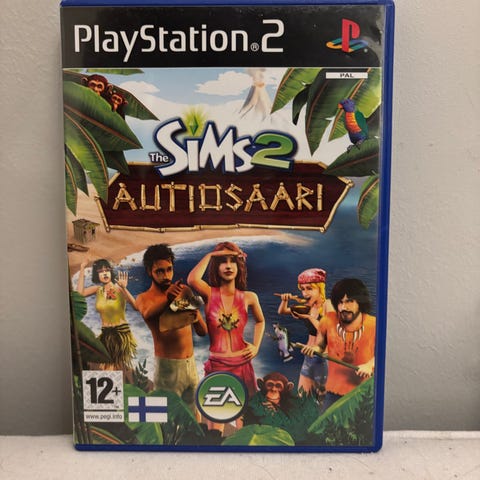 PlayStation®2
PAL
The SIMS 2
AUTIOSAARI
12+
www.pegi.info
EA